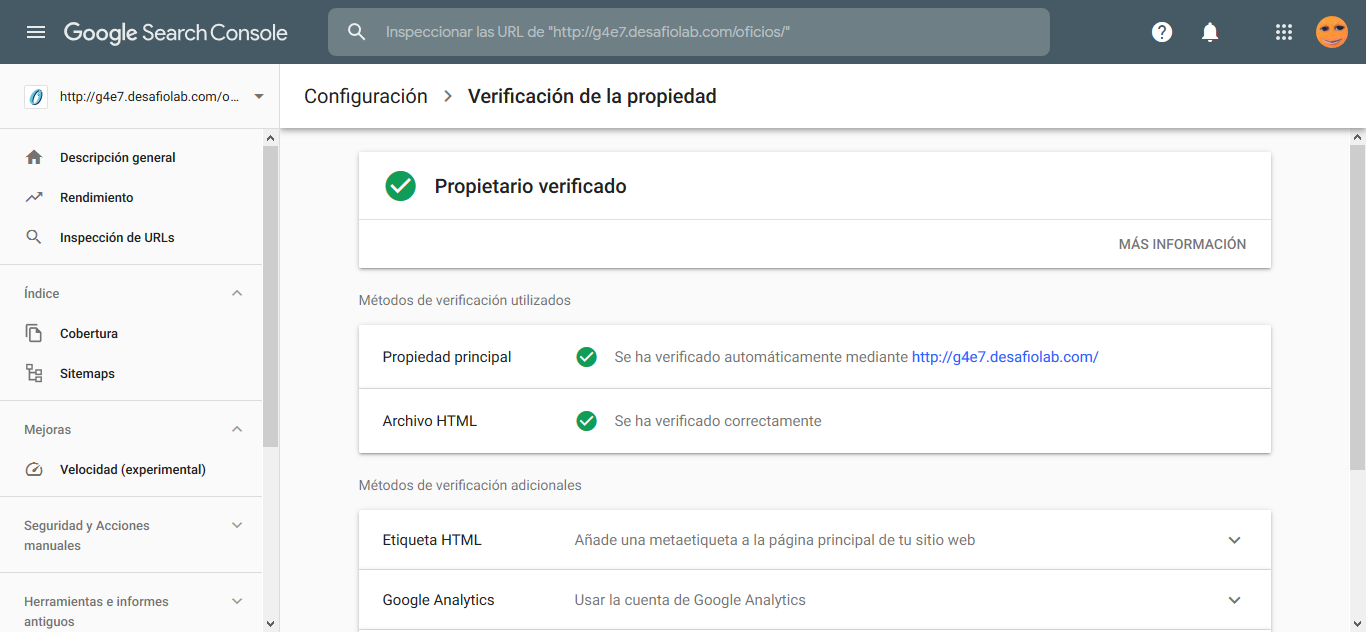 Google Search Console
Inspeccionar las URL de "http://g4e7.desafiolab.com/oficios/"
http://g4e7.desafiolab.com/o...
Configuración > Verificación de la propiedad
Descripción general
Rendimiento
Inspección de URLs
Índice
Cobertura
Sitemaps
Mejoras
Velocidad (experimental)
Seguridad y Acciones
manuales
Herramientas e informes
antiguos
Propietario verificado
MÁS INFORMACIÓN
Métodos de verificación utilizados
Propiedad principal Se ha verificado automáticamente mediante http://g4e7.desafiolab.com/
Archivo HTML Se ha verificado correctamente
Métodos de verificación adicionales
Etiqueta HTML Añade una metaetiqueta a la página principal de tu sitio web
Google Analytics Usar la cuenta de Google Analytics